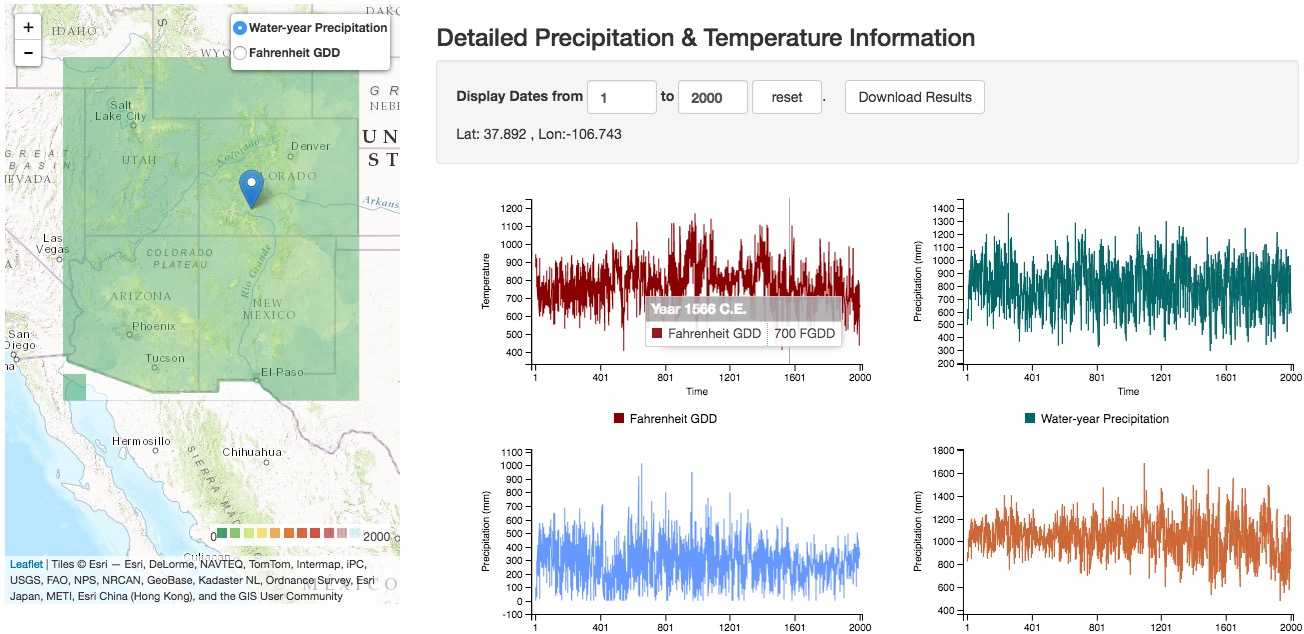 +
−
IDAHO
WYO
DAKO
Water-year Precipitation
Fahrenheit GDD
Salt
Lake City
GREAT
BASIN
NEVADA
UTAH
Colorado
Denver
ORADO
G R
NEBR
UN
ST
Arkans
Las
Vegas
A
COLORADO
PLATEAU
Rio Grande
ARIZONA
Phoenix
NEW
MEXICO
San
Diego
na
Tucson
El Paso
Hermosillo
Chihuahua
SIERRA MA
0
2000
Culiacan
MEXICO
Leaflet | Tiles © Esri — Esri, DeLorme, NAVTEQ, TomTom, Intermap, iPC,
USGS, FAO, NPS, NRCAN, GeoBase, Kadaster NL, Ordnance Survey, Esri
Japan, METI, Esri China (Hong Kong), and the GIS User Community
Detailed Precipitation & Temperature Information
Display Dates from 1 to 2000 reset . Download Results
Lat: 37.892 , Lon:-106.743
Temperature
1200
1100
1000
900
800
700
600
500
400
Year 1566 C.E.
Fahrenheit GDD 700 FGDD
1 401 801 1201 1601 2000
Time
Fahrenheit GDD
Precipitation (mm)
1400
1300
1200
1100
1000
900
800
700
600
500
400
300
200
1 401 801 1201 1601 2000
Time
Water-year Precipitation
Precipitation (mm)
1100
1000
900
800
700
600
500
400
300
200
100
0
-100
1 401 801 1201 1601 2000
Precipitation (mm)
1800
1600
1400
1200
1000
800
600
400
1 401 801 1201 1601 2000